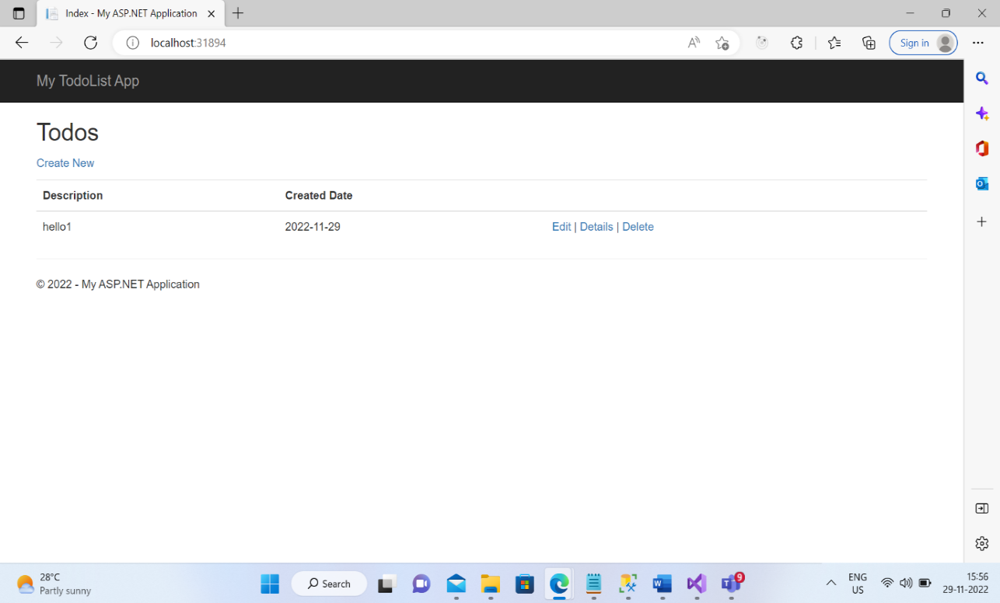 Index - My ASP.NET Application
localhost:31894
Sign in
My TodoList App
Todos
Create New
Description Created Date
hello1 2022-11-29 Edit | Details | Delete
© 2022 - My ASP.NET Application
28°C
Partly sunny
Search
W
T
9
ENG
US
15:56
29-11-2022